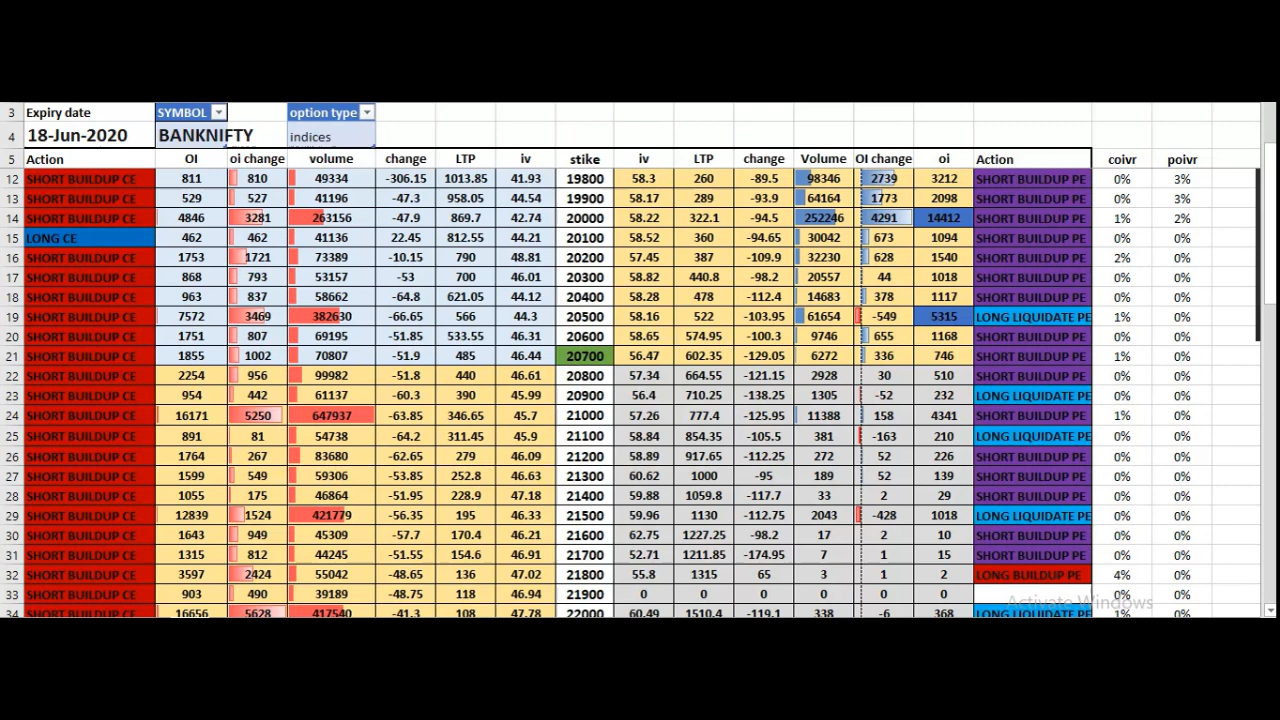 3 Expiry date SYMBOL option type
4 18-Jun-2020 BANKNIFTY indices
5 Action OI oi change volume change LTP iv stike iv LTP change Volume OI change oi Action coivr poivr
12 SHORT BUILDUP CE 811 810 49334 -306.15 1013.85 41.93 19800 58.3 260 -89.5 98346 2739 3212 SHORT BUILDUP PE 0% 3%
13 SHORT BUILDUP CE 529 527 41196 -47.9 958.05 44.54 19900 58.17 289 -93.9 64164 1773 2098 SHORT BUILDUP PE 0% 3%
14 SHORT BUILDUP CE 4846 3281 263156 -47.3 869.7 42.74 20000 58.22 322.1 -94.5 252246 4291 14412 SHORT BUILDUP PE 1% 2%
15 LONG CE 462 462 41136 22.45 812.55 44.21 20100 58.52 360 -94.65 30042 673 1094 SHORT BUILDUP PE 0% 0%
16 SHORT BUILDUP CE 1753 1721 73389 -10.15 790 48.81 20200 57.45 387 -109.9 32230 628 1540 SHORT BUILDUP PE 2% 0%
17 SHORT BUILDUP CE 868 793 53157 -53 700 46.01 20300 58.82 440.8 -98.2 20557 44 1018 SHORT BUILDUP PE 0% 0%
18 SHORT BUILDUP CE 963 837 58662 -64.8 621.05 44.12 20400 58.28 478 -112.4 14683 378 1117 SHORT BUILDUP PE 0% 0%
19 SHORT BUILDUP CE 7572 3469 382630 -66.65 566 44.3 20500 58.16 522 -103.95 61654 -549 5315 LONG LIQUIDATE PE 1% 0%
20 SHORT BUILDUP CE 1751 807 69195 -51.85 533.55 46.31 20600 58.65 574.95 -100.3 9746 655 1168 SHORT BUILDUP PE 0% 0%
21 SHORT BUILDUP CE 1855 1002 70807 -51.9 485 46.44 20700 56.47 602.35 -129.05 6272 336 746 SHORT BUILDUP PE 1% 0%
22 SHORT BUILDUP CE 2254 956 99982 -51.8 440 46.61 20800 57.34 664.55 -121.15 2928 30 510 SHORT BUILDUP PE 0% 0%
23 SHORT BUILDUP CE 954 442 61137 -60.3 390 45.99 20900 56.4 710.25 -138.25 1305 -52 232 LONG LIQUIDATE PE 0% 0%
24 SHORT BUILDUP CE 16171 5250 647937 -63.85 346.65 45.7 21000 57.26 777.4 -125.95 11388 158 4341 SHORT BUILDUP PE 1% 0%
25 SHORT BUILDUP CE 891 81 54738 -64.2 311.45 45.9 21100 58.84 854.35 -105.5 381 -163 210 LONG LIQUIDATE PE 0% 0%
26 SHORT BUILDUP CE 1764 267 83680 -62.65 279 46.09 21200 58.89 917.65 -112.25 272 52 226 SHORT BUILDUP PE 0% 0%
27 SHORT BUILDUP CE 1599 549 59306 -53.85 252.8 46.63 21300 60.62 1000 -95 189 52 139 SHORT BUILDUP PE 0% 0%
28 SHORT BUILDUP CE 1055 175 46864 -51.95 228.9 47.18 21400 59.88 1059.8 -117.7 33 2 29 SHORT BUILDUP PE 0% 0%
29 SHORT BUILDUP CE 12839 1524 421779 -56.35 195 46.33 21500 59.96 1130 -112.75 2043 -428 1018 LONG LIQUIDATE PE 0% 0%
30 SHORT BUILDUP CE 1643 949 45309 -57.7 170.4 46.21 21600 62.75 1227.25 -98.2 17 2 10 SHORT BUILDUP PE 0% 0%
31 SHORT BUILDUP CE 1315 812 44245 -51.55 154.6 46.91 21700 52.71 1211.85 -174.95 7 1 15 SHORT BUILDUP PE 0% 0%
32 SHORT BUILDUP CE 3597 2424 55042 -48.65 136 47.02 21800 55.8 1315 65 3 1 2 LONG BUILDUP PE 4% 0%
33 SHORT BUILDUP CE 903 490 39189 -48.75 118 46.94 21900 0 0 0 0 0 0 0% 0%
Activate Windows
34 SHORT BUILDUP CE 16656 5628 417540 -41.3 108 47.78 22000 60.49 1510.4 -119.1 338 -6 368 LONG LIQUIDATE PE 1% 0%